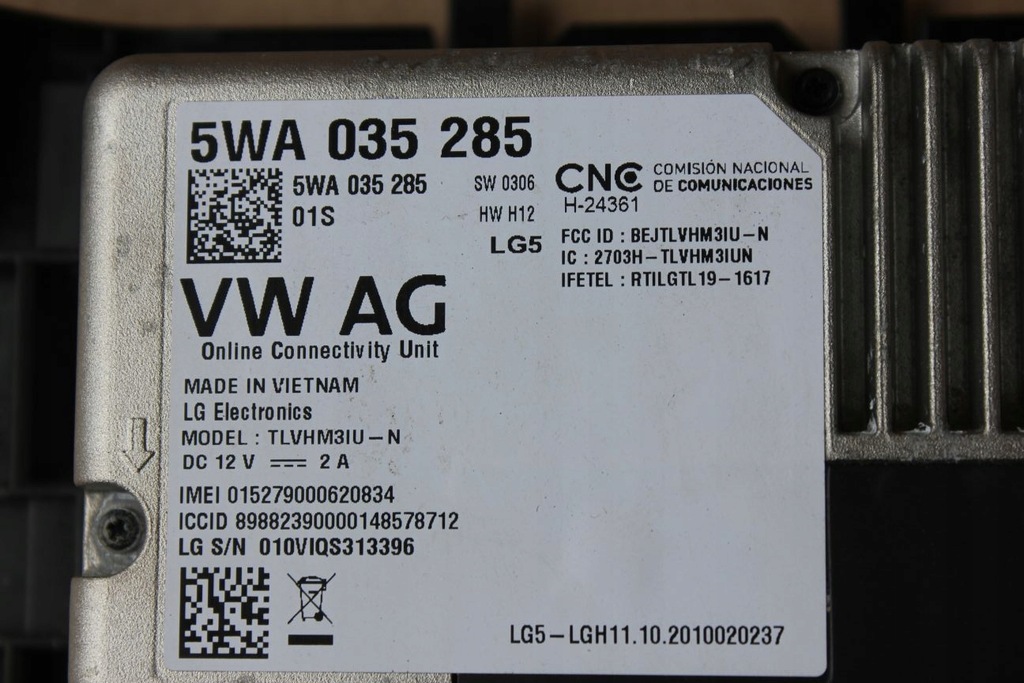 5WA 035 285
5WA 035 285 SW 0306
01S HW H12
LG5
CNC COMISIÓN NACIONAL
DE COMUNICACIONES
H-24361
FCC ID : BEJTLVHM3IU-N
IC : 2703H-TLVHM3IUN
IFETEL : RTILGTL19-1617
VW AG
Online Connectivity Unit
MADE IN VIETNAM
LG Electronics
MODEL : TLVHM3IU-N
DC 12 V ⎓ 2 A
IMEI 015279000620834
ICCID 89882390000148578712
LG S/N 010VIQS313396
LG5-LGH11.10.2010020237